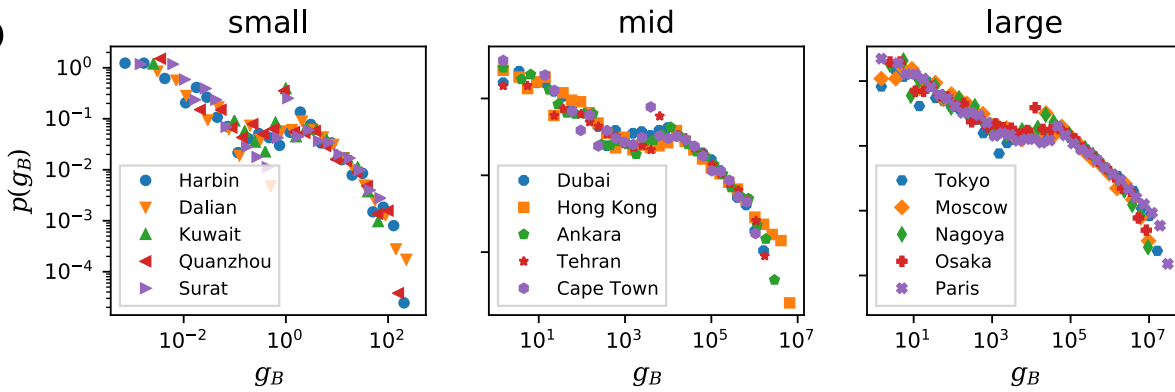 small
mid
large
p(g_B)
10^0
10^-1
10^-2
10^-3
10^-4
Harbin
Dalian
Kuwait
Quanzhou
Surat
10^-2
10^0
10^2
g_B
Dubai
Hong Kong
Ankara
Tehran
Cape Town
10^1
10^3
10^5
10^7
g_B
Tokyo
Moscow
Nagoya
Osaka
Paris
10^1
10^3
10^5
10^7
g_B